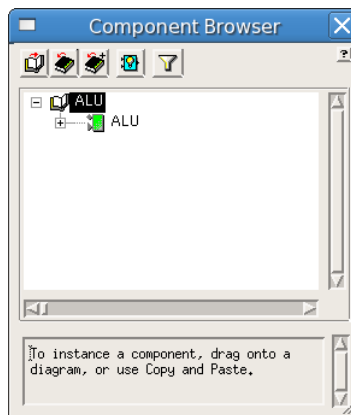 Component Browser
?
ALU
ALU
To instance a component, drag onto a
diagram, or use Copy and Paste.